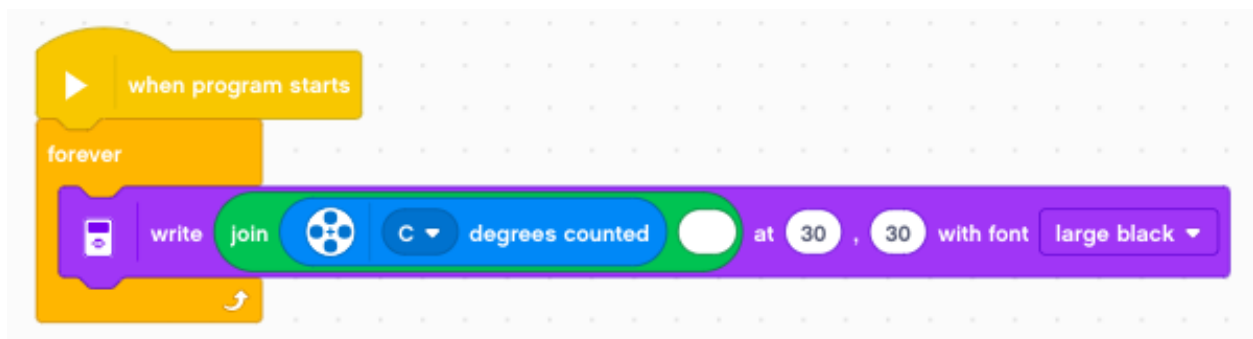 when program starts
forever
write join C degrees counted at 30 , 30 with font large black